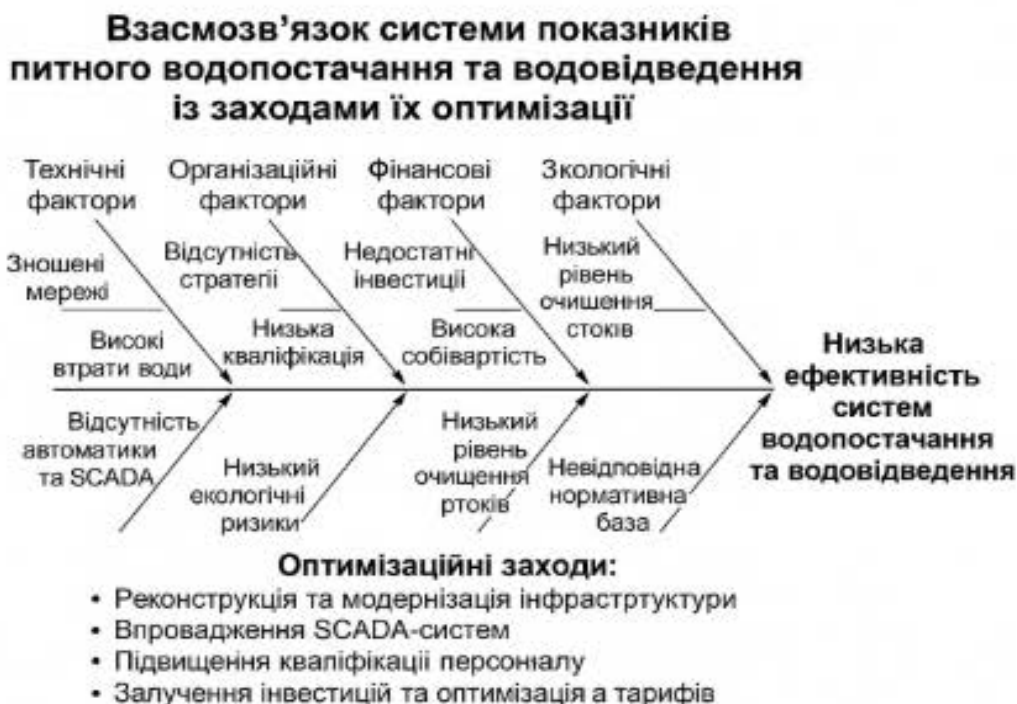 Взасмозв’язок системи показників
питного водопостачання та водовідведення
із заходами їх оптимізації
Технічні
фактори
Організаційні
фактори
Фінансові
фактори
Зкологічні
фактори
Зношені
мережі
Відсутність
стратегії
Недостатні
інвестиції
Низький
рівень
очищення
стоків
Високі
втрати води
Низька
кваліфікація
Висока
собівартість
Низька
ефективність
систем
водопостачання
та водовідведення
Відсутність
автоматики
та SCADA
Низький
екологічні
ризики
Низький
рівень
очищення
ртоків
Невідповідна
нормативна
база
Оптимізаційні заходи:
• Реконструкція та модернізація інфрастртуктури
• Впровадження SCADA-систем
• Підвищення кваліфікації персоналу
• Залучення інвестицій та оптимізація а тарифів